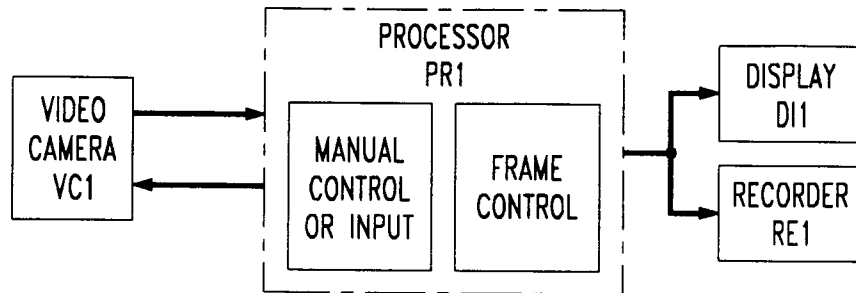 VIDEO
CAMERA
VC1
PROCESSOR
PR1
MANUAL
CONTROL
OR INPUT
FRAME
CONTROL
DISPLAY
DI1
RECORDER
RE1